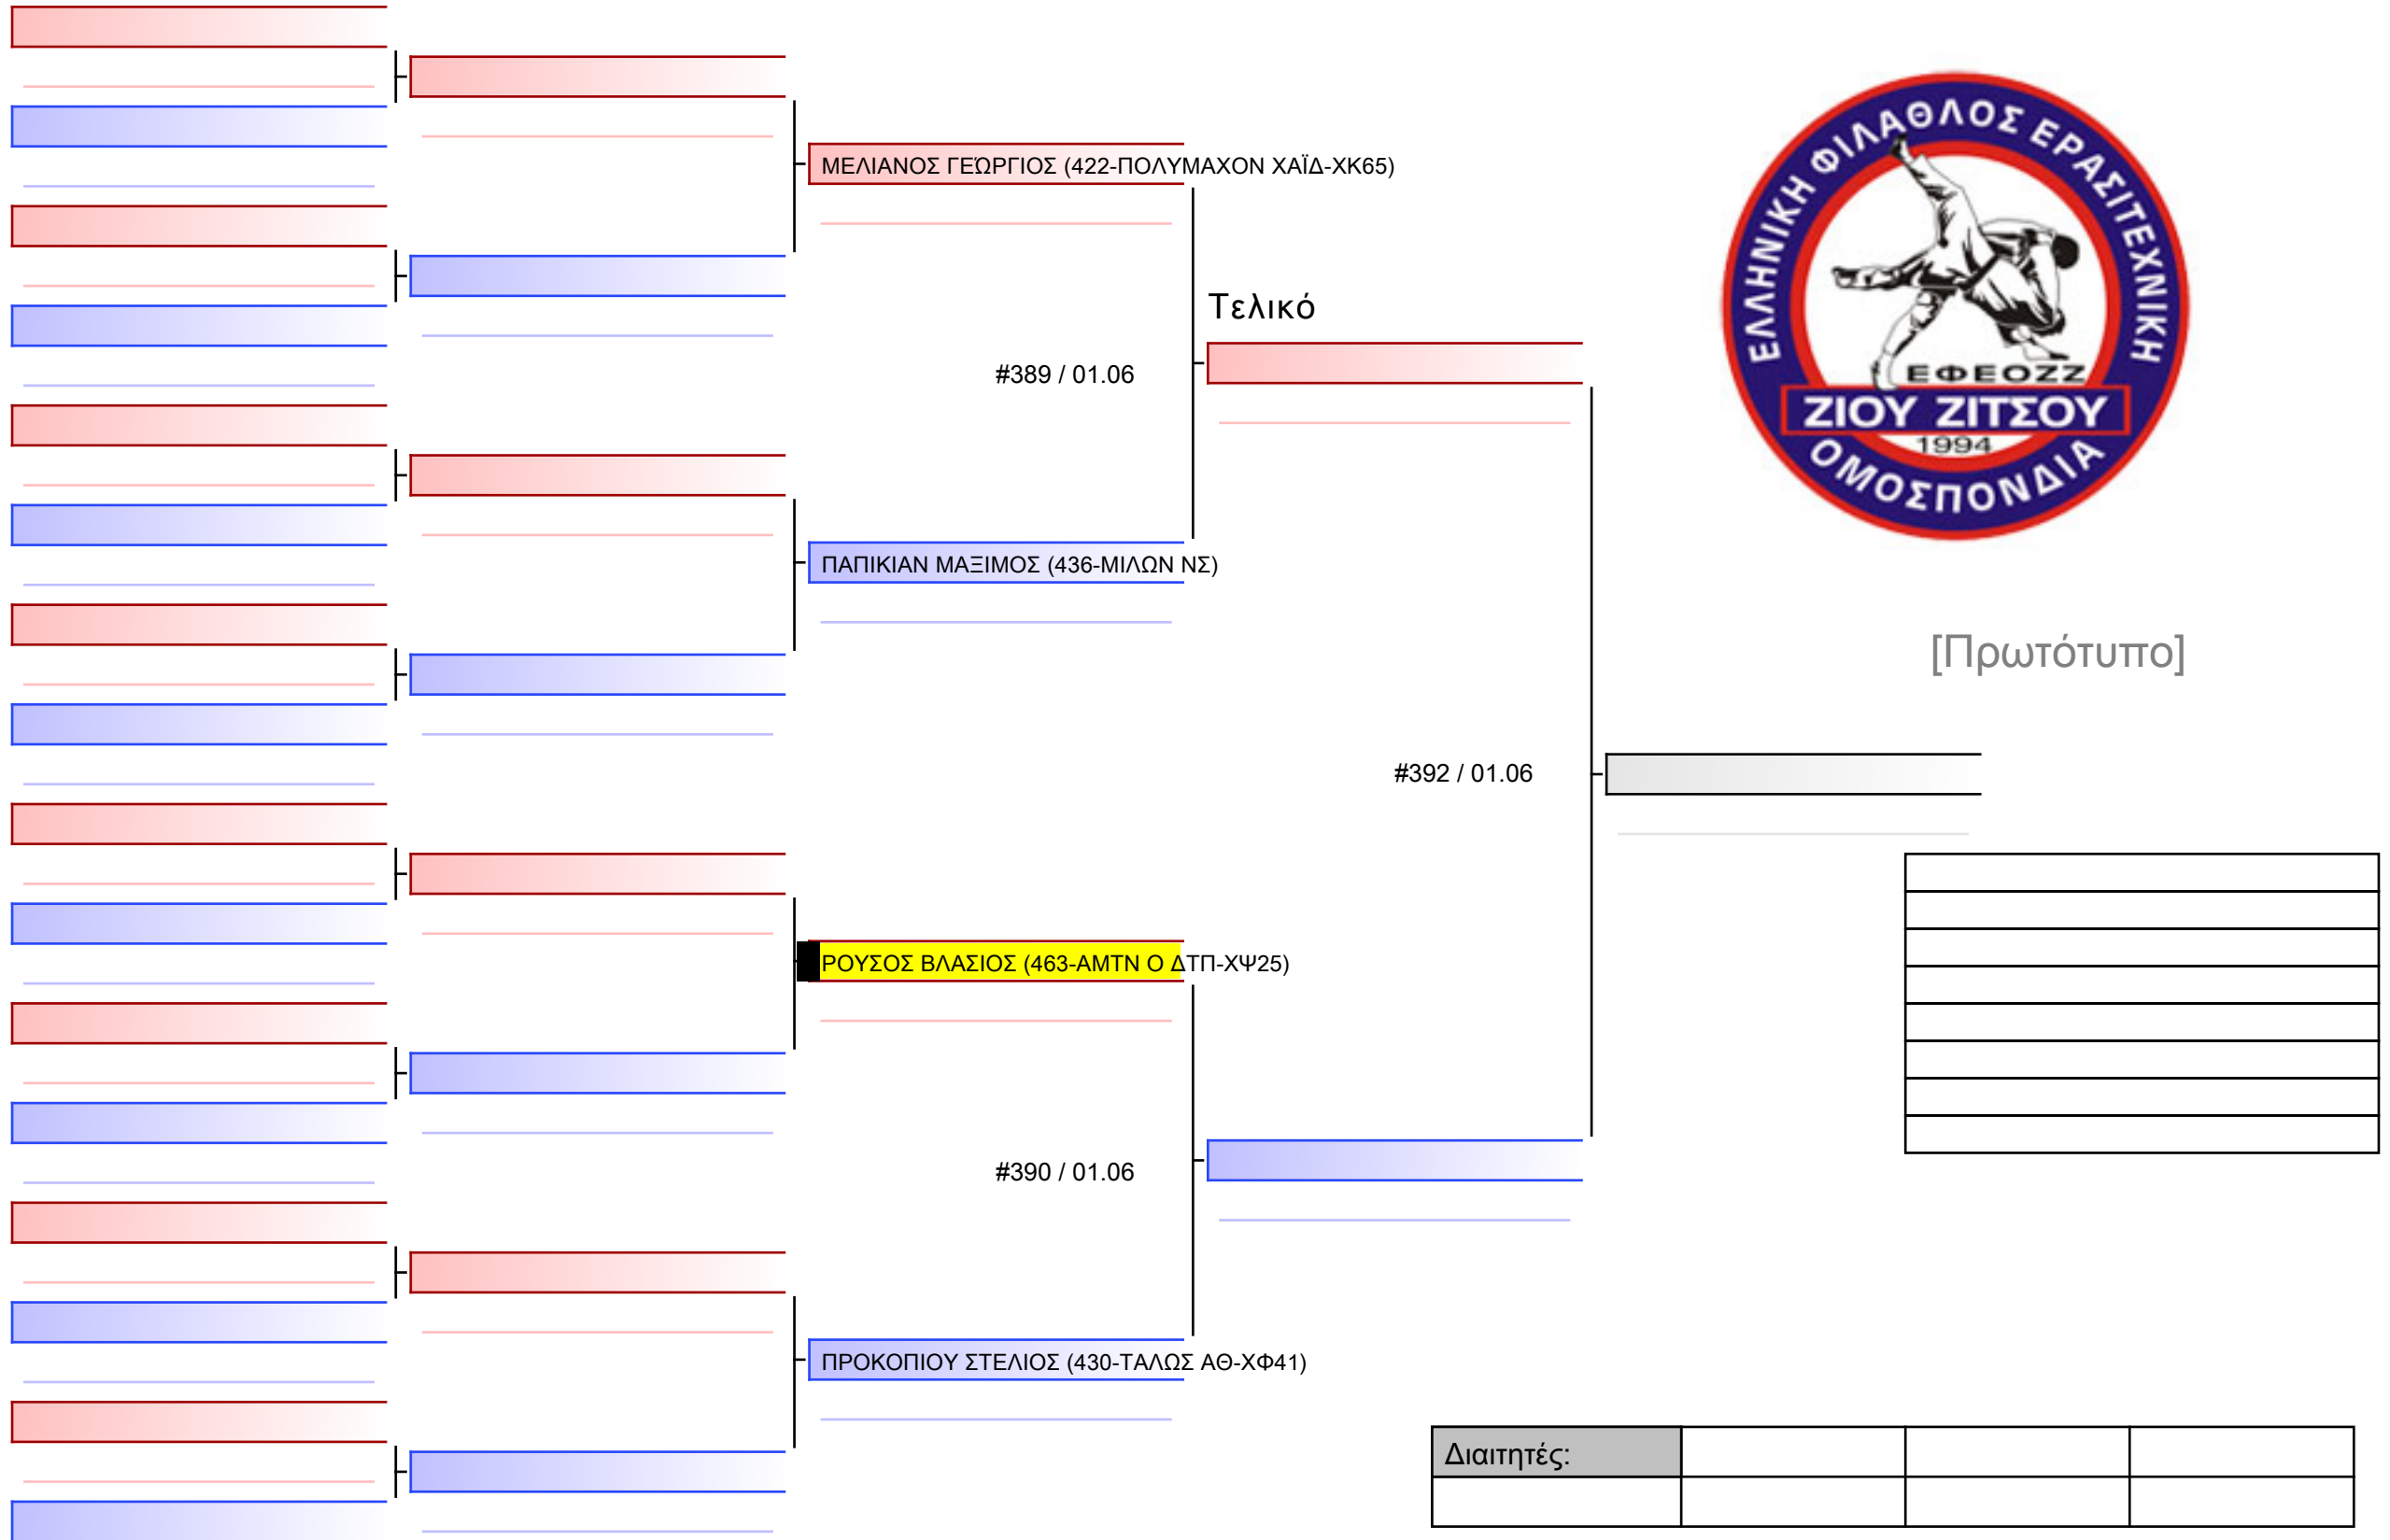 ΜΕΛΙΑΝΟΣ ΓΕΏΡΓΙΟΣ (422-ΠΟΛΥΜΑΧΟΝ ΧΑΪΔ-ΧΚ65)
Τελικό
#389 / 01.06
ΠΑΠΙΚΙΑΝ ΜΑΞΙΜΟΣ (436-ΜΙΛΩΝ ΝΣ)
ΕΛΛΗΝΙΚΗ ΦΙΛΑΘΛΟΣ ΕΡΑΣΙΤΕΧΝΙΚΗ
ΕΦΕΟΖΖ
ΖΙΟΥ ΖΙΤΣΟΥ
1994
ΟΜΟΣΠΟΝΔΙΑ
[Πρωτότυπο]
#392 / 01.06
ΡΟΥΣΟΣ ΒΛΑΣΙΟΣ (463-ΑΜΤΝ Ο ΔΤΠ-ΧΨ25)
#390 / 01.06
ΠΡΟΚΟΠΙΟΥ ΣΤΕΛΙΟΣ (430-ΤΑΛΩΣ ΑΘ-ΧΦ41)
Διαιτητές: